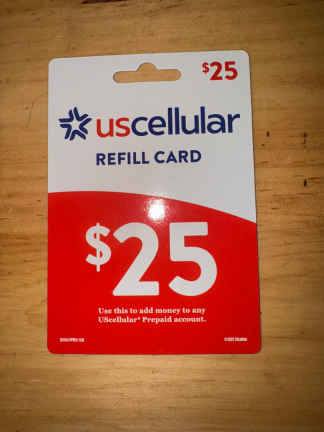 $25
uscellular
REFILL CARD
$25
Use this to add money to any
UScellular® Prepaid account.